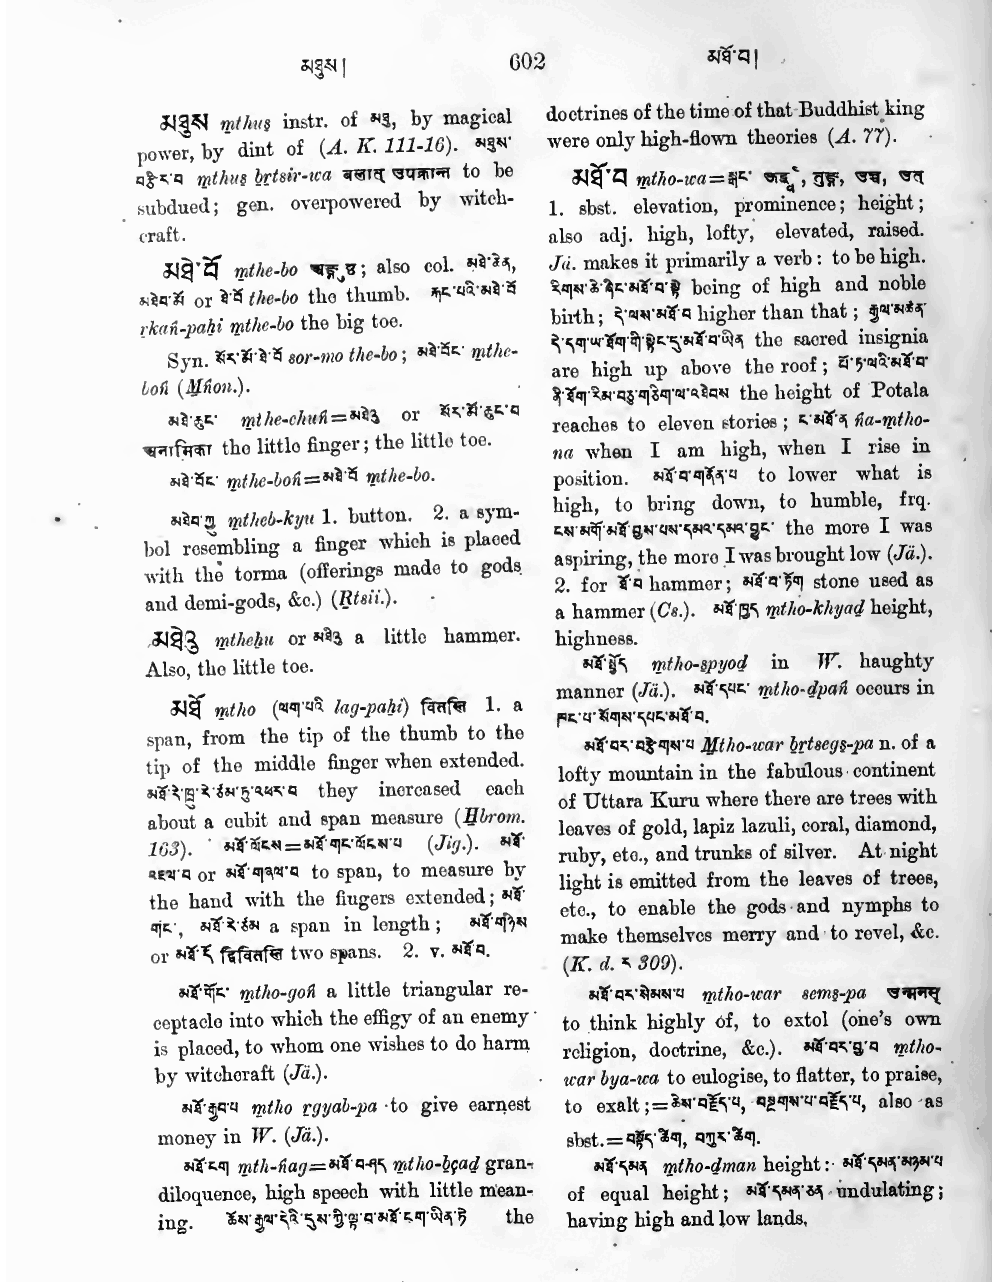 མཐུས།
602
མཐོ་བ།
མཐུས mthus instr. of མཐུ, by magical
power, by dint of (A. K. 111-16). མཐུས་
བརྩིར་བ mthus brtsir-wa बलात् उपक्रान्त to be
subdued; gen. overpowered by witch-
craft.
མཐེ་བོ mthe-bo अङ्गुष्ठ; also col. མཐེ་ཆེན,
མཐེབ་མོ or ཐེ་བོ the-bo the thumb. རྐང་པའི་མཐེ་བོ
rkaṅ-paḥi mthe-bo the big toe.
Syn. སོར་མོ་ཐེ་བོ sor-mo the-bo; མཐེ་བོང་ mthe-
boṅ (Mṅon.).
མཐེ་ཆུང་ mthe-chuṅ=མཐེའུ or སོར་མོ་ཆུང་བ
अनामिका the little finger; the little toe.
མཐེ་བོང་ mthe-boṅ=མཐེ་བོ mthe-bo.
མཐེབ་ཀྱུ mtheb-kyu 1. button. 2. a sym-
bol resembling a finger which is placed
with the torma (offerings made to gods
and demi-gods, &c.) (Rtsii.).
མཐེའུ mtheḥu or མཐེའུ a little hammer.
Also, the little toe.
མཐོ mtho (ལག་པའི lag-paḥi) वितस्ति 1. a
span, from the tip of the thumb to the
tip of the middle finger when extended.
མཐོ་རེ་ཁྲུ་རེ་ཙམ་དུ་འཕར་བ they increased each
about a cubit and span measure (Ḥbrom.
163). མཐོ་ལོངས=མཐོ་གང་ལོངས་པ (Jig.). མཐོ་
འཇལ་བ or མཐོ་གཞལ་བ to span, to measure by
the hand with the fingers extended; མཐོ་
གང་, མཐོ་རེ་ཙམ a span in length; མཐོ་གཉིས
or མཐོ་དོ द्विवितस्ति two spans. 2. v. མཐོ་བ.
མཐོ་གོང་ mtho-goṅ a little triangular re-
ceptacle into which the effigy of an enemy
is placed, to whom one wishes to do harm
by witchcraft (Jä.).
མཐོ་རྒྱབ་པ mtho rgyab-pa to give earnest
money in W. (Jä.).
མཐོ་ངག mth-ṅag=མཐོ་བཤད mtho-bçad gran-
diloquence, high speech with little mean-
ing. ཆོས་རྒྱལ་དེའི་དུས་ཀྱི་ལྟ་བ་མཐོ་ངག་ཡིན་ཏེ the
doctrines of the time of that Buddhist king
were only high-flown theories (A. 77).
མཐོ་བ mtho-wa=སྒང་ ऊर्द्ध्व, तुङ्ग, उच्च, उत्
1. sbst. elevation, prominence; height;
also adj. high, lofty, elevated, raised.
Jä. makes it primarily a verb: to be high.
རིགས་ཆེ་ཞིང་མཐོ་བ་སྟེ being of high and noble
birth; དེ་ལས་མཐོ་བ higher than that; རྒྱལ་མཚན་
དེ་དག་ཡ་ཐོག་གི་སྟེང་དུ་མཐོ་བ་ཡིན the sacred insignia
are high up above the roof; པོ་ཏ་ལའི་མཐོ་བ་
ནི་ཐོག་རིམ་བཅུ་གཅིག་ལ་འཐེབས the height of Potala
reaches to eleven stories; ང་མཐོ་ན ṅa-mtho-
na when I am high, when I rise in
position. མཐོ་བ་གནོན་པ to lower what is
high, to bring down, to humble, frq.
ངས་མགོ་མཐོ་བྱས་པས་དམའ་དམའ་བྱུང་ the more I was
aspiring, the more I was brought low (Jä.).
2. for ཐོ་བ hammer; མཐོ་བ་རྡོག stone used as
a hammer (Cs.). མཐོ་ཁྱད mtho-khyad height,
highness.
མཐོ་སྤྱོད mtho-spyod in W. haughty
manner (Jä.). མཐོ་དཔང་ mtho-dpaṅ occurs in
ཁང་པ་སོགས་དཔང་མཐོ་བ.
མཐོ་བར་བརྩེགས་པ Mtho-war brtsegs-pa n. of a
lofty mountain in the fabulous continent
of Uttara Kuru where there are trees with
leaves of gold, lapiz lazuli, coral, diamond,
ruby, etc., and trunks of silver. At night
light is emitted from the leaves of trees,
etc., to enable the gods and nymphs to
make themselves merry and to revel, &c.
(K. d. ར 309).
མཐོ་བར་སེམས་པ mtho-war sems-pa उन्मनस्
to think highly of, to extol (one's own
religion, doctrine, &c.). མཐོ་བར་བྱ་བ mtho-
war bya-wa to eulogise, to flatter, to praise,
to exalt;=ཆེས་བརྗོད་པ, བསྔགས་པ་བརྗོད་པ, also as
sbst.=བསྟོད་ཚིག, བཀུར་ཚིག.
མཐོ་དམན mtho-dman height: མཐོ་དམན་མཉམ་པ
of equal height; མཐོ་དམན་ཅན undulating;
having high and low lands.